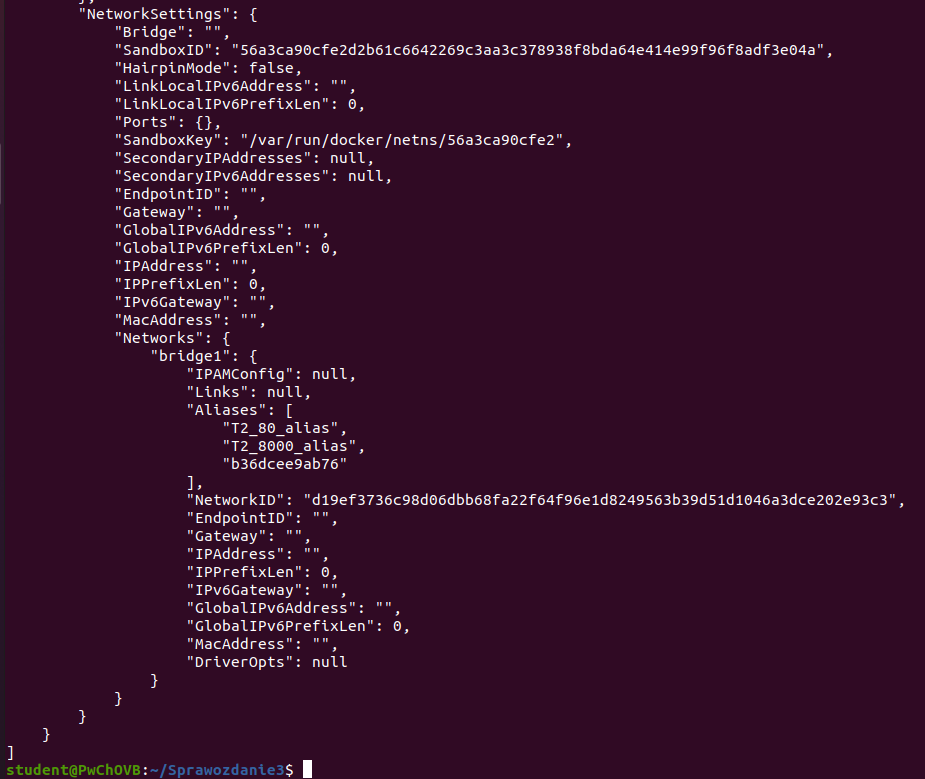 },
"NetworkSettings": {
"Bridge": "",
"SandboxID": "56a3ca90cfe2d2b61c6642269c3aa3c378938f8bda64e414e99f96f8adf3e04a",
"HairpinMode": false,
"LinkLocalIPv6Address": "",
"LinkLocalIPv6PrefixLen": 0,
"Ports": {},
"SandboxKey": "/var/run/docker/netns/56a3ca90cfe2",
"SecondaryIPAddresses": null,
"SecondaryIPv6Addresses": null,
"EndpointID": "",
"Gateway": "",
"GlobalIPv6Address": "",
"GlobalIPv6PrefixLen": 0,
"IPAddress": "",
"IPPrefixLen": 0,
"IPv6Gateway": "",
"MacAddress": "",
"Networks": {
"bridge1": {
"IPAMConfig": null,
"Links": null,
"Aliases": [
"T2_80_alias",
"T2_8000_alias",
"b36dcee9ab76"
],
"NetworkID": "d19ef3736c98d06dbb68fa22f64f96e1d8249563b39d51d1046a3dce202e93c3",
"EndpointID": "",
"Gateway": "",
"IPAddress": "",
"IPPrefixLen": 0,
"IPv6Gateway": "",
"GlobalIPv6Address": "",
"GlobalIPv6PrefixLen": 0,
"MacAddress": "",
"DriverOpts": null
}
}
}
}
]
student@PwChOVB:~/Sprawozdanie3$